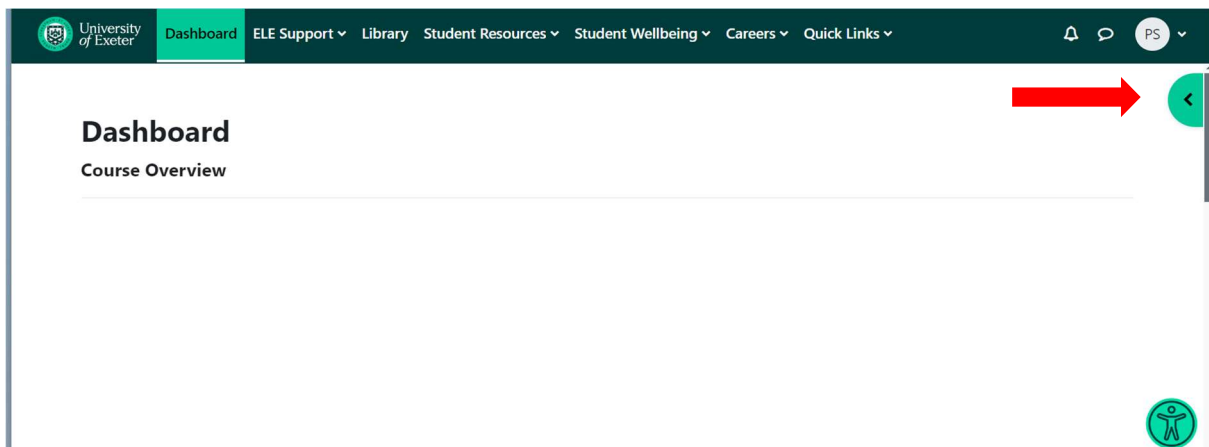 University
of Exeter
Dashboard ELE Support Library Student Resources Student Wellbeing Careers Quick Links PS
Dashboard
Course Overview